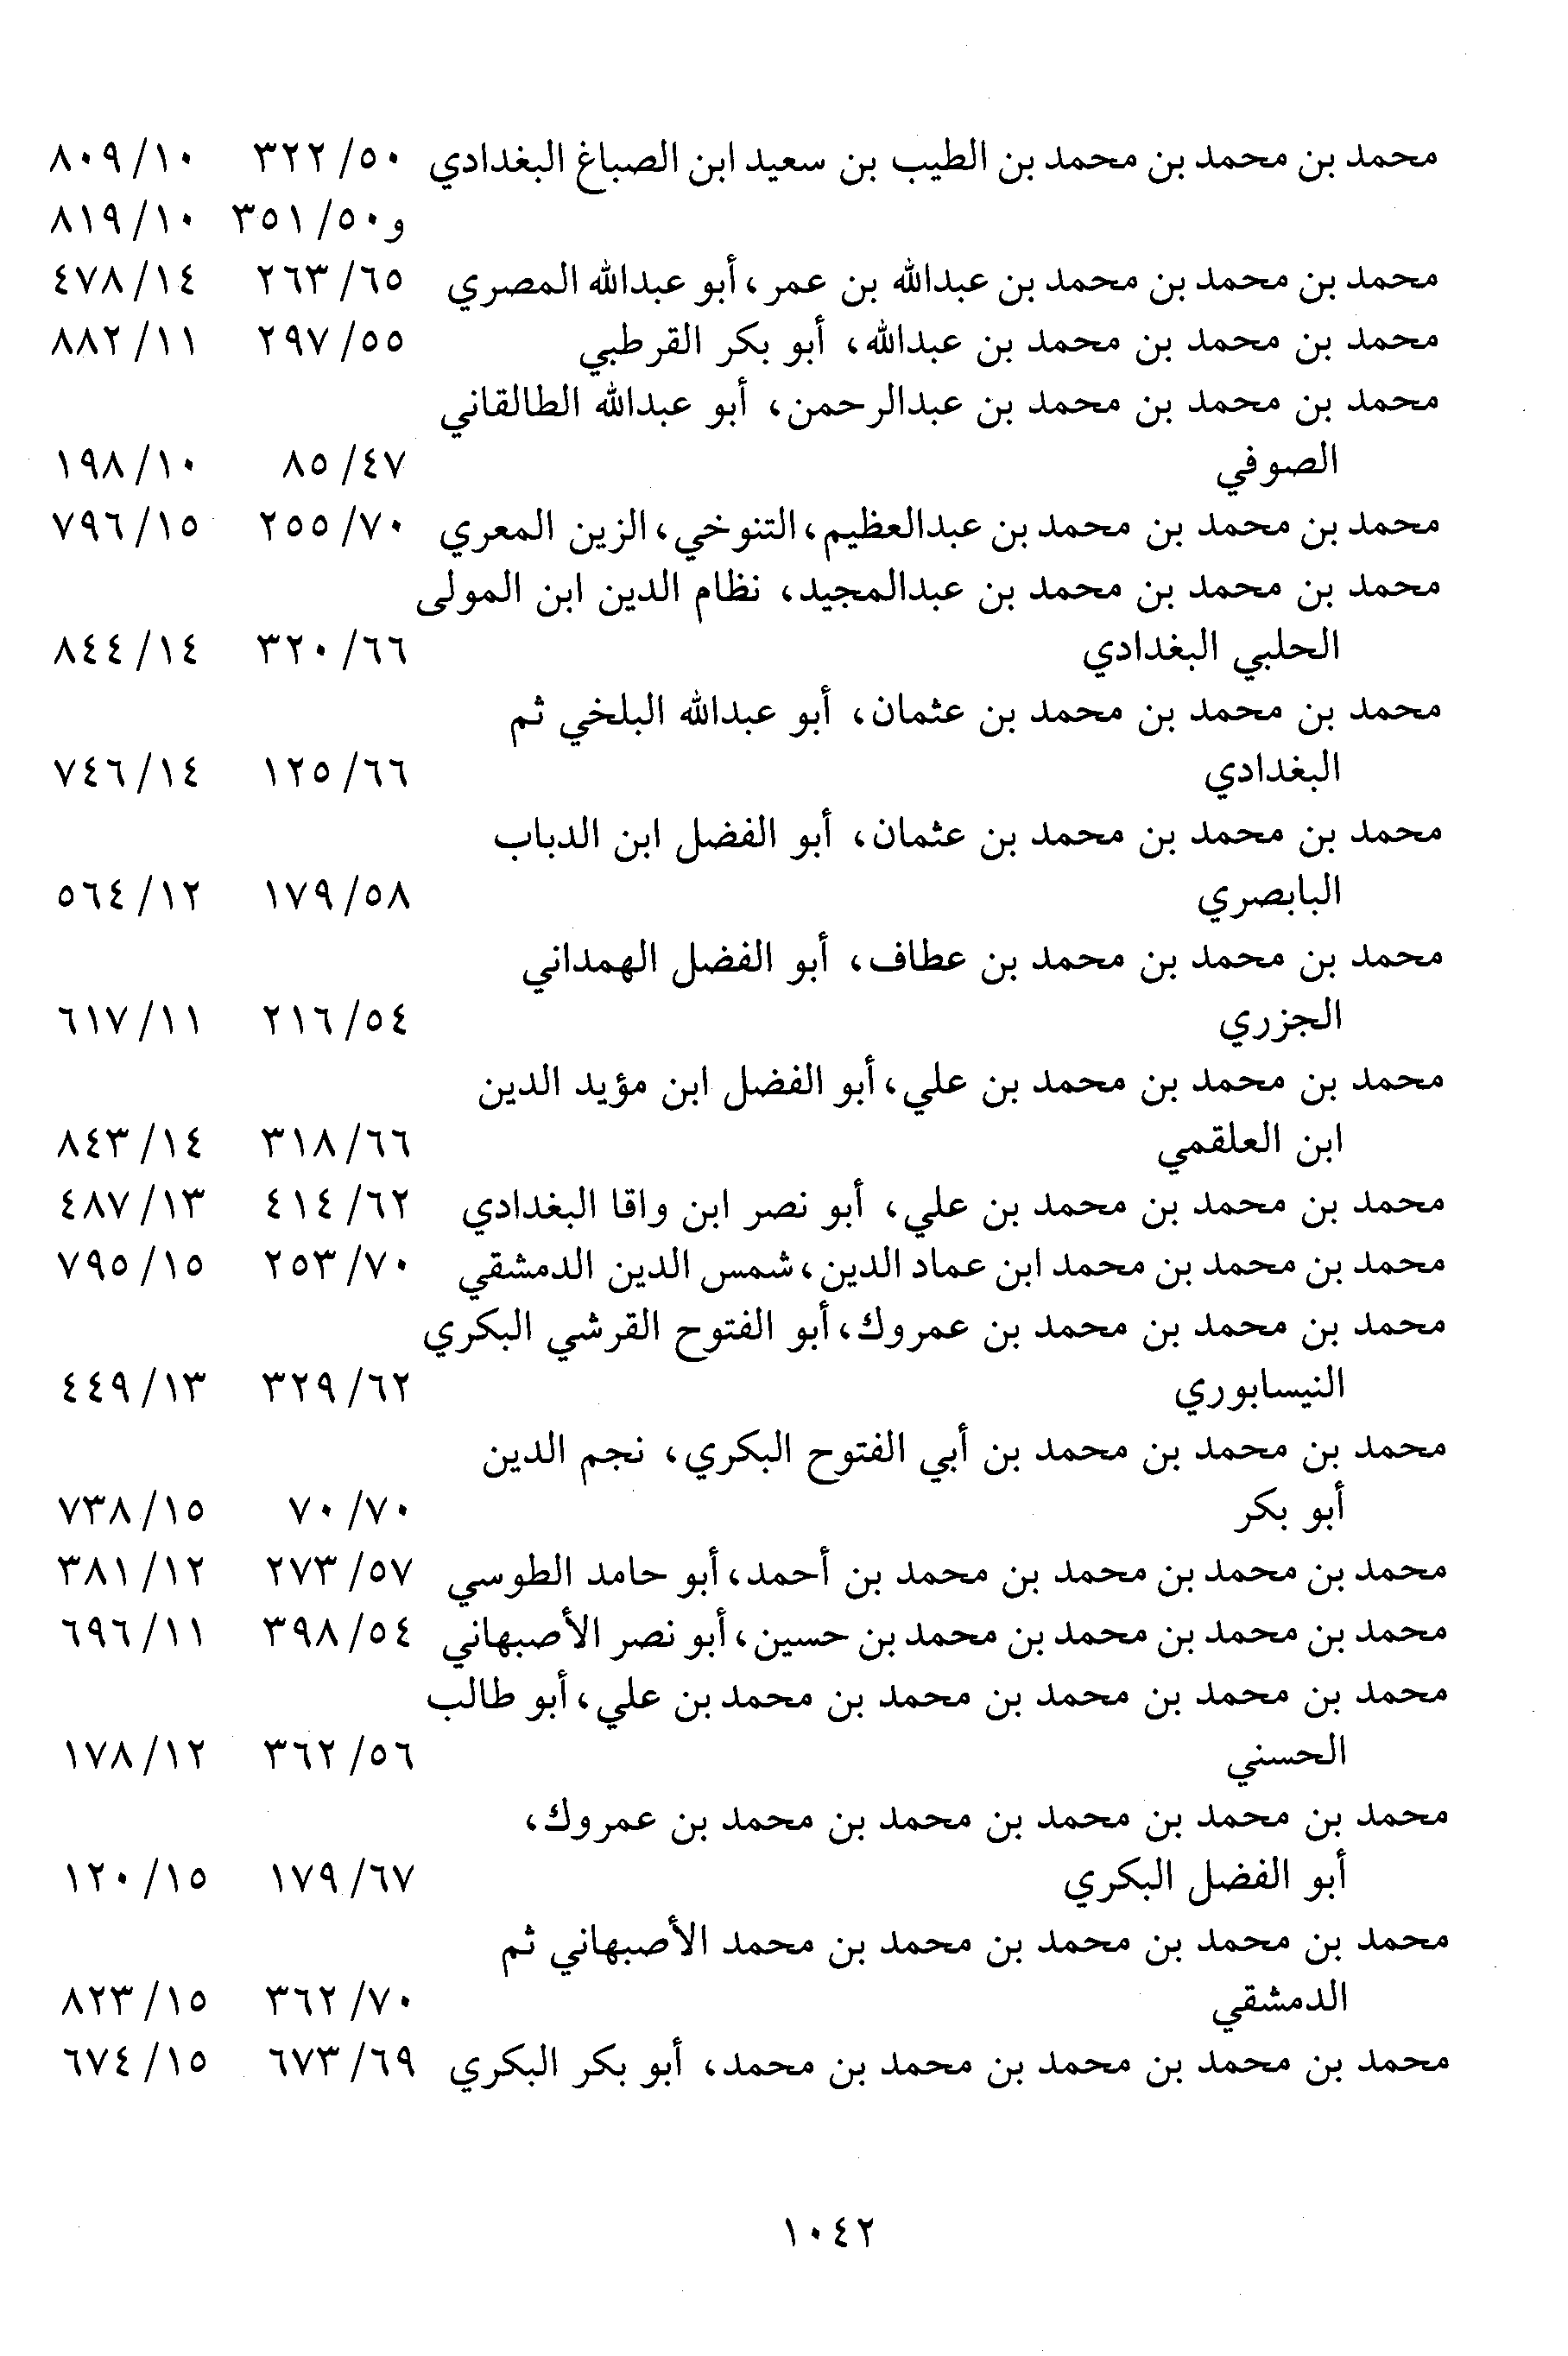 محمد بن محمد بن محمد بن الطيب بن سعيد ابن الصباغ البغدادي ٥٠/ ٣٢٢ ١٠/ ٨٠٩
و٥٠/ ٣٥١ ١٠/ ٨١٩
محمد بن محمد بن محمد بن عبدالله بن عمر، أبو عبدالله المصري ٦٥/ ٢٦٣ ١٤/ ٤٧٨
محمد بن محمد بن محمد بن عبدالله، أبو بكر القرطبي ٥٥/ ٢٩٧ ١١/ ٨٨٢
محمد بن محمد بن محمد بن عبدالرحمن، أبو عبدالله الطالقاني
الصوفي ٤٧/ ٨٥ ١٠/ ١٩٨
محمد بن محمد بن محمد بن عبدالعظيم، التنوخي، الزين المعري ٧٠/ ٢٥٥ ١٥/ ٧٩٦
محمد بن محمد بن محمد بن عبدالمجيد، نظام الدين ابن المولى
الحلبي البغدادي ٦٦/ ٣٢٠ ١٤/ ٨٤٤
محمد بن محمد بن محمد بن عثمان، أبو عبدالله البلخي ثم
البغدادي ٦٦/ ١٢٥ ١٤/ ٧٤٦
محمد بن محمد بن محمد بن عثمان، أبو الفضل ابن الدباب
البابصري ٥٨/ ١٧٩ ١٢/ ٥٦٤
محمد بن محمد بن محمد بن عطاف، أبو الفضل الهمداني
الجزري ٥٤/ ٢١٦ ١١/ ٦١٧
محمد بن محمد بن محمد بن علي، أبو الفضل ابن مؤيد الدين
ابن العلقمي ٦٦/ ٣١٨ ١٤/ ٨٤٣
محمد بن محمد بن محمد بن علي، أبو نصر ابن واقا البغدادي ٦٢/ ٤١٤ ١٣/ ٤٨٧
محمد بن محمد بن محمد ابن عماد الدين، شمس الدين الدمشقي ٧٠/ ٢٥٣ ١٥/ ٧٩٥
محمد بن محمد بن محمد بن عمروك، أبو الفتوح القرشي البكري
النيسابوري ٦٢/ ٣٢٩ ١٣/ ٤٤٩
محمد بن محمد بن محمد بن أبي الفتوح البكري، نجم الدين
أبو بكر ٧٠/ ٧٠ ١٥/ ٧٣٨
محمد بن محمد بن محمد بن محمد بن أحمد، أبو حامد الطوسي ٥٧/ ٢٧٣ ١٢/ ٣٨١
محمد بن محمد بن محمد بن محمد بن حسين، أبو نصر الأصبهاني ٥٤/ ٣٩٨ ١١/ ٦٩٦
محمد بن محمد بن محمد بن محمد بن محمد بن علي، أبو طالب
الحسني ٥٦/ ٣٦٢ ١٢/ ١٧٨
محمد بن محمد بن محمد بن محمد بن محمد بن عمروك،
أبو الفضل البكري ٦٧/ ١٧٩ ١٥/ ١٢٠
محمد بن محمد بن محمد بن محمد بن محمد الأصبهاني ثم
الدمشقي ٧٠/ ٣٦٢ ١٥/ ٨٢٣
محمد بن محمد بن محمد بن محمد بن محمد، أبو بكر البكري ٦٩/ ٦٧٣ ١٥/ ٦٧٤
١٠٤٢